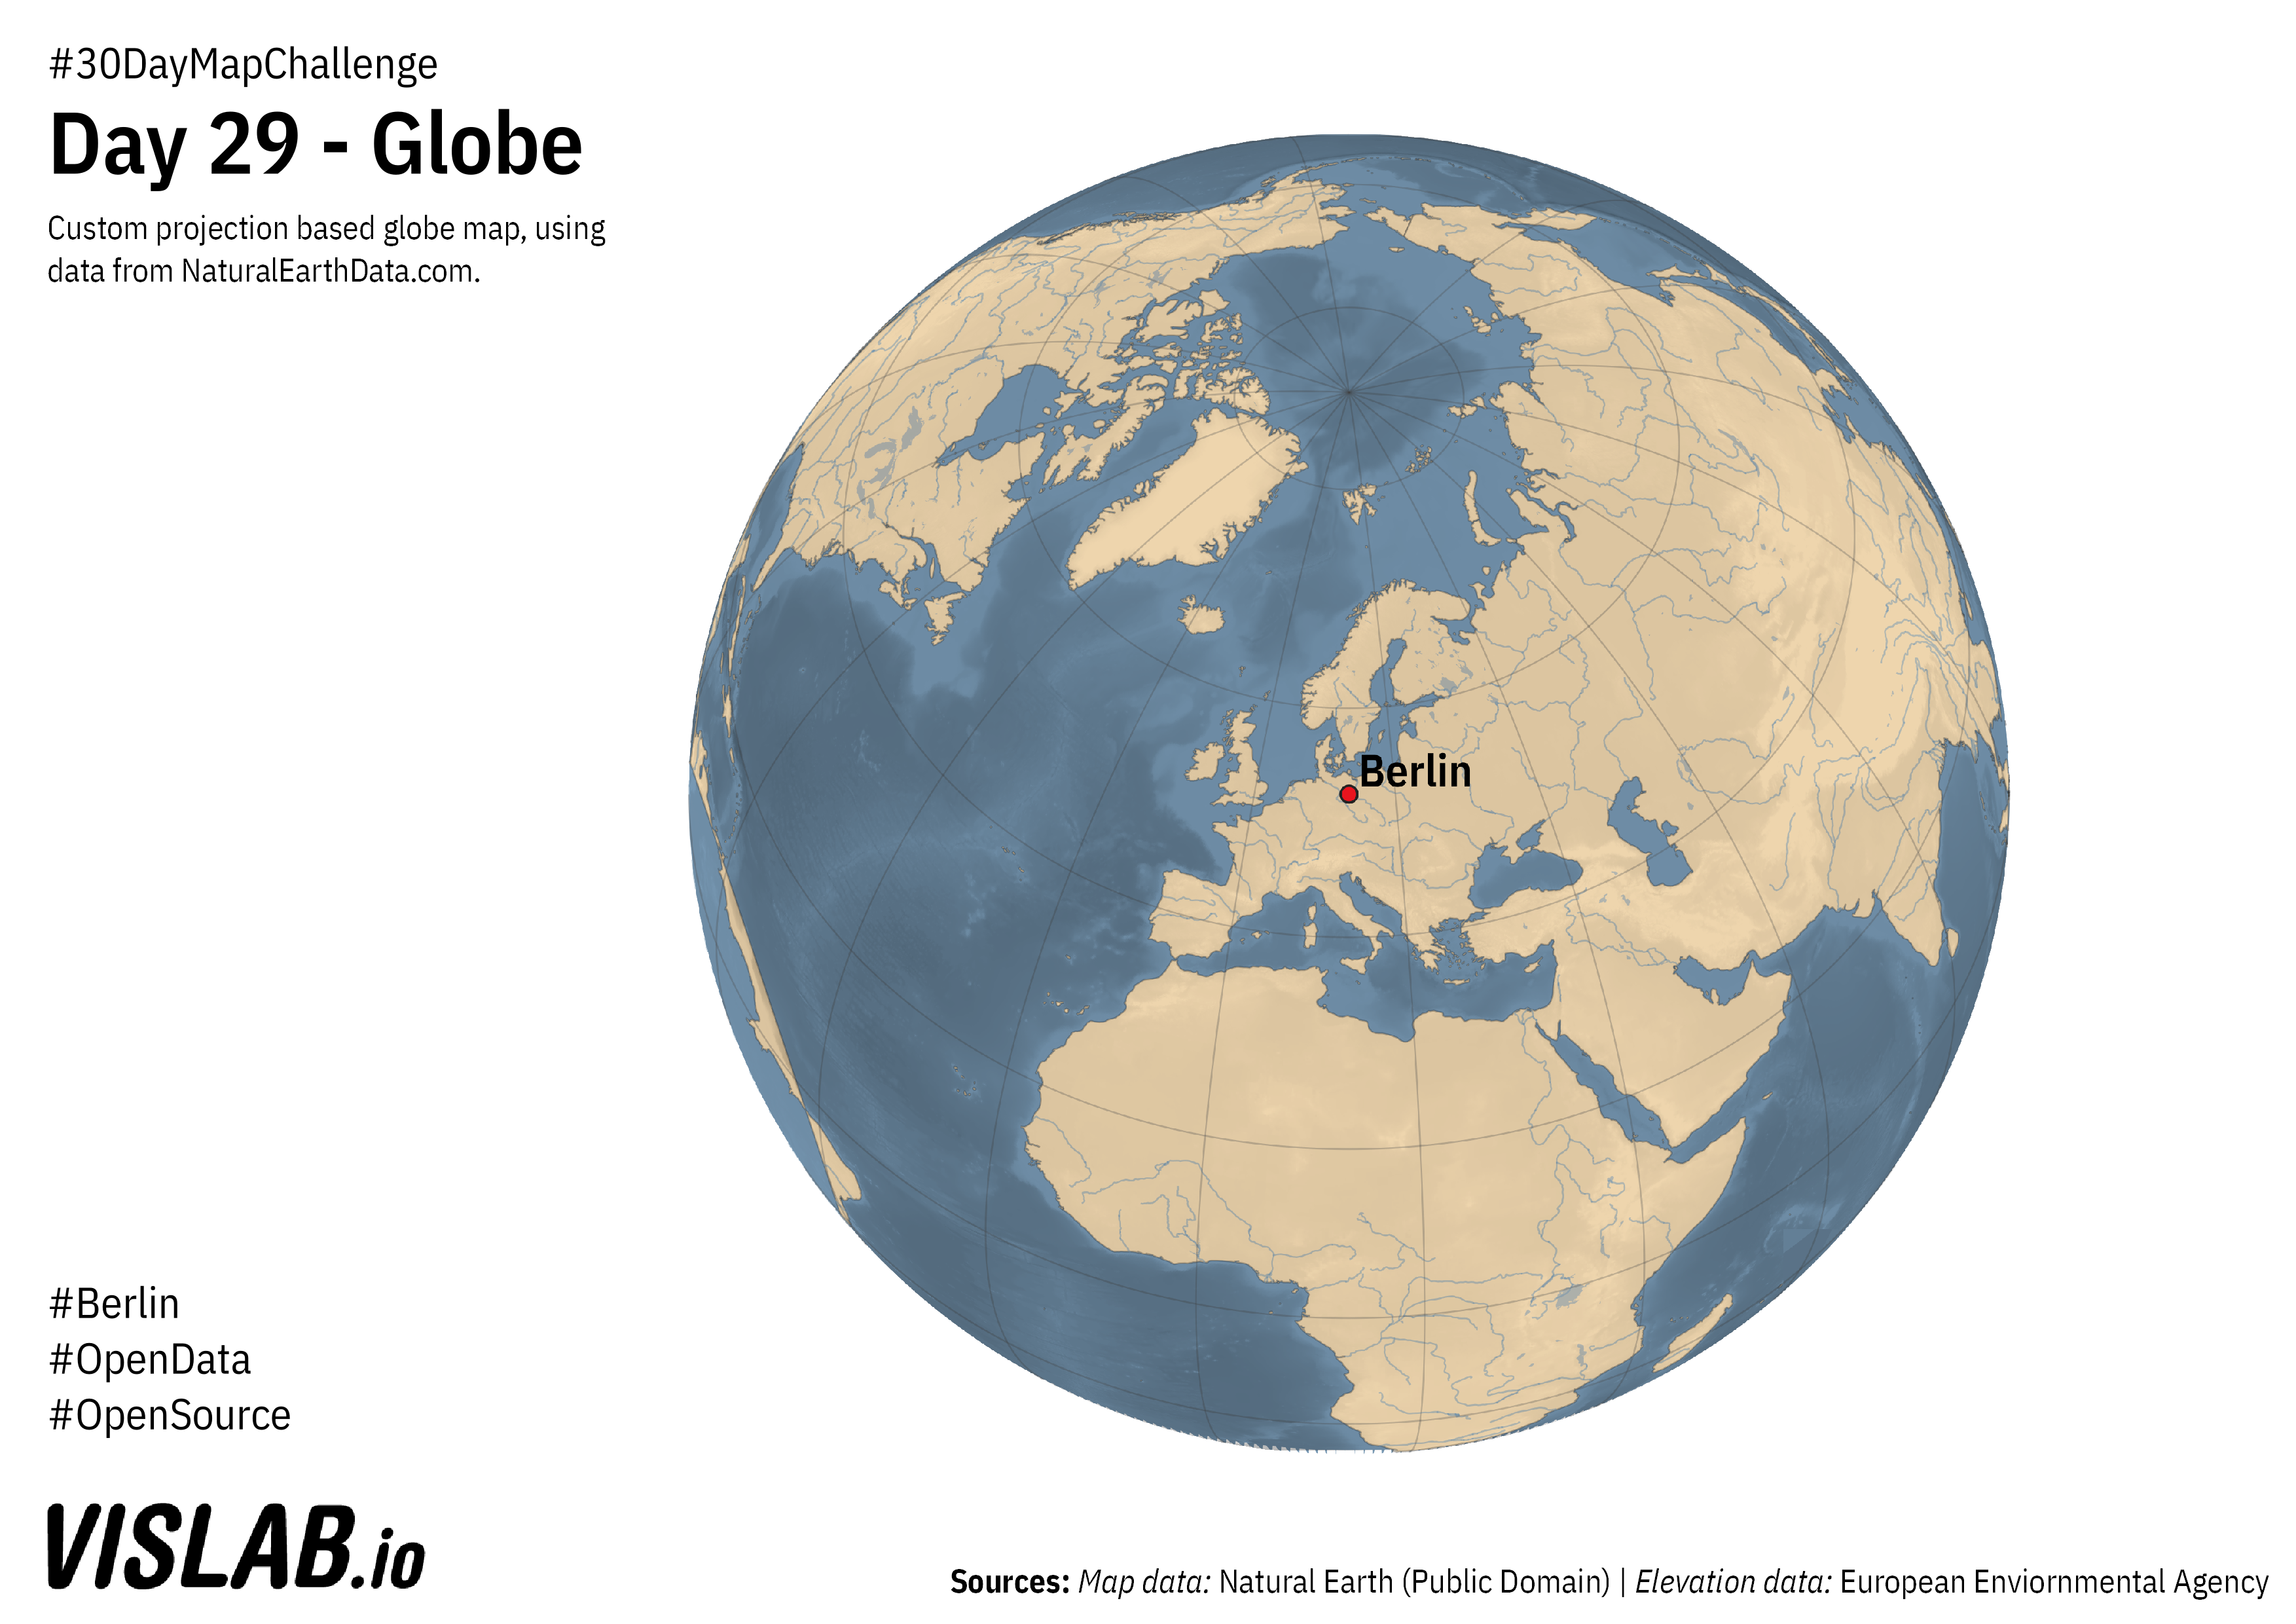 #30DayMapChallenge
Day 29 - Globe
Custom projection based globe map, using
data from NaturalEarthData.com.
Berlin
#Berlin
#OpenData
#OpenSource
VISLAB.io
Sources: Map data: Natural Earth (Public Domain) | Elevation data: European Enviornmental Agency